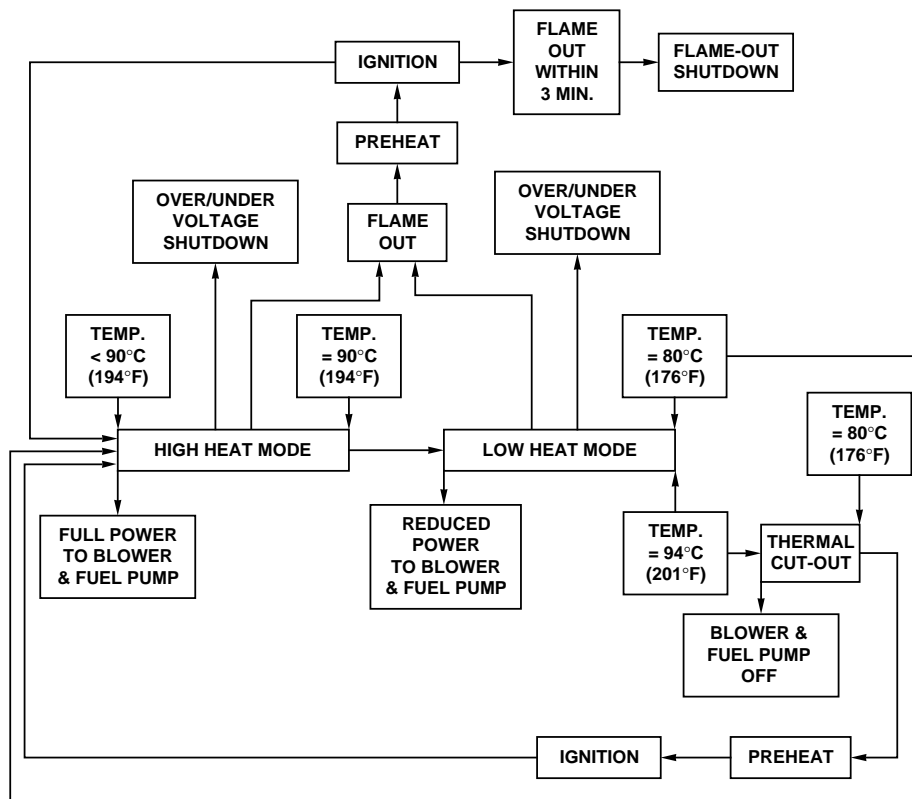 IGNITION
FLAME
OUT
WITHIN
3 MIN.
FLAME-OUT
SHUTDOWN
PREHEAT
OVER/UNDER
VOLTAGE
SHUTDOWN
FLAME
OUT
OVER/UNDER
VOLTAGE
SHUTDOWN
TEMP.
< 90°C
(194°F)
TEMP.
= 90°C
(194°F)
TEMP.
= 80°C
(176°F)
TEMP.
= 80°C
(176°F)
HIGH HEAT MODE
LOW HEAT MODE
FULL POWER
TO BLOWER
& FUEL PUMP
REDUCED
POWER
TO BLOWER
& FUEL PUMP
TEMP.
= 94°C
(201°F)
THERMAL
CUT-OUT
BLOWER &
FUEL PUMP
OFF
IGNITION
PREHEAT